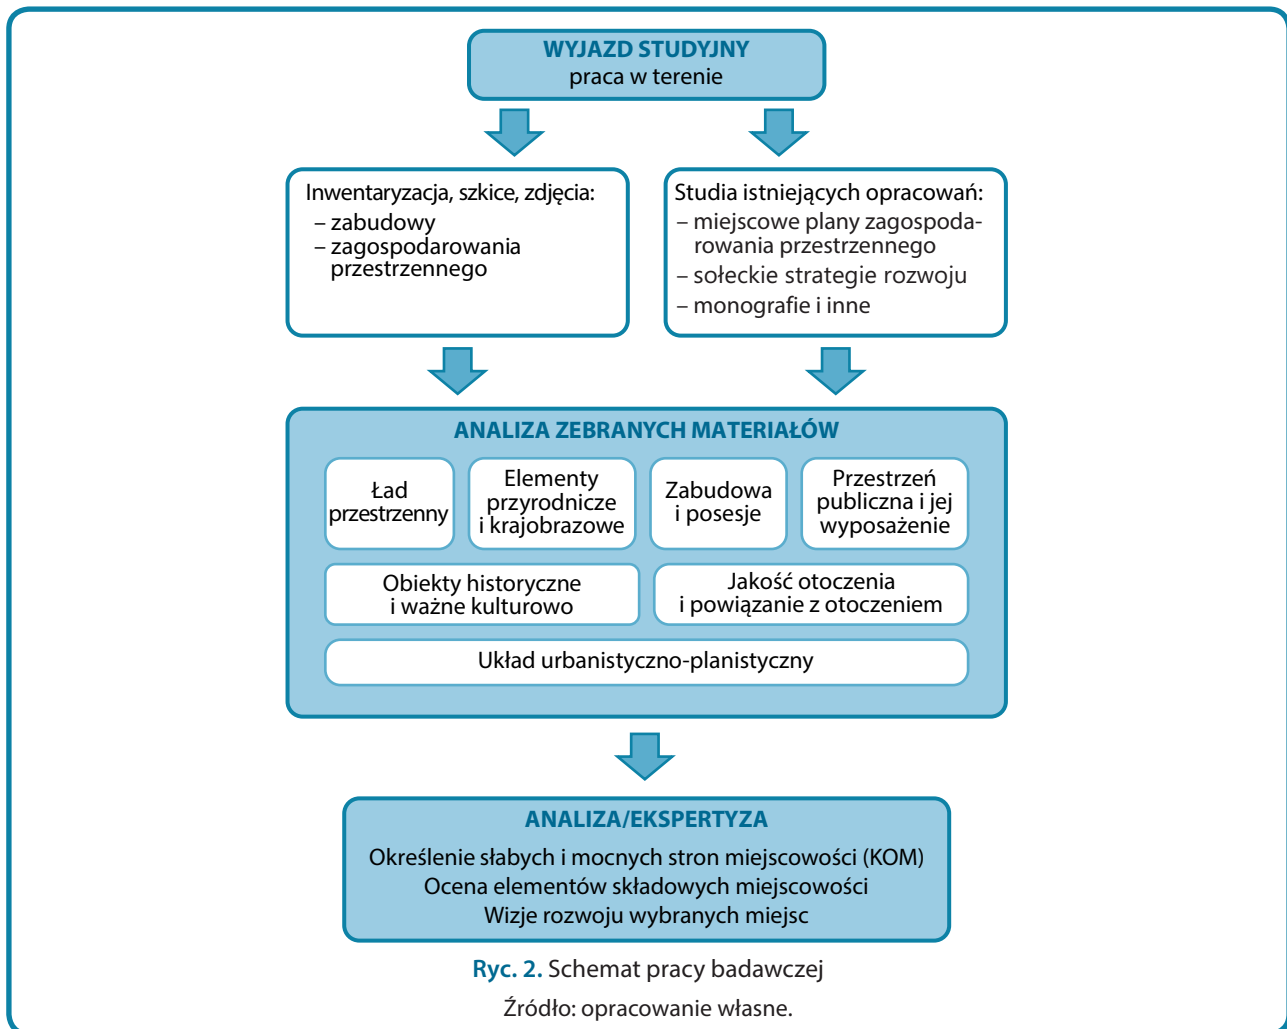 WYJAZD STUDYJNY
praca w terenie
Inwentaryzacja, szkice, zdjęcia:
– zabudowy
– zagospodarowania
przestrzennego
Studia istniejących opracowań:
– miejscowe plany zagospoda-
rowania przestrzennego
– sołeckie strategie rozwoju
– monografie i inne
ANALIZA ZEBRANYCH MATERIAŁÓW
Ład
przestrzenny
Elementy
przyrodnicze
i krajobrazowe
Zabudowa
i posesje
Przestrzeń
publiczna i jej
wyposażenie
Obiekty historyczne
i ważne kulturowo
Jakość otoczenia
i powiązanie z otoczeniem
Układ urbanistyczno-planistyczny
ANALIZA/EKSPERTYZA
Określenie słabych i mocnych stron miejscowości (KOM)
Ocena elementów składowych miejscowości
Wizje rozwoju wybranych miejsc
Ryc. 2. Schemat pracy badawczej
Źródło: opracowanie własne.